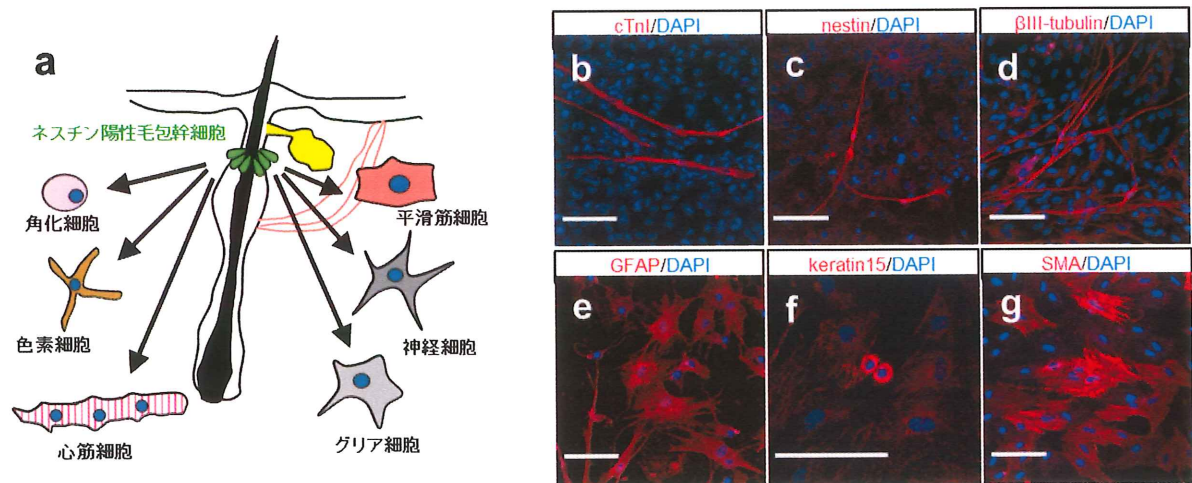 a
ネスチン陽性毛包幹細胞
角化細胞
平滑筋細胞
色素細胞
神経細胞
心筋細胞
グリア細胞
cTnI/DAPI
b
nestin/DAPI
c
βIII-tubulin/DAPI
d
GFAP/DAPI
e
keratin15/DAPI
f
SMA/DAPI
g